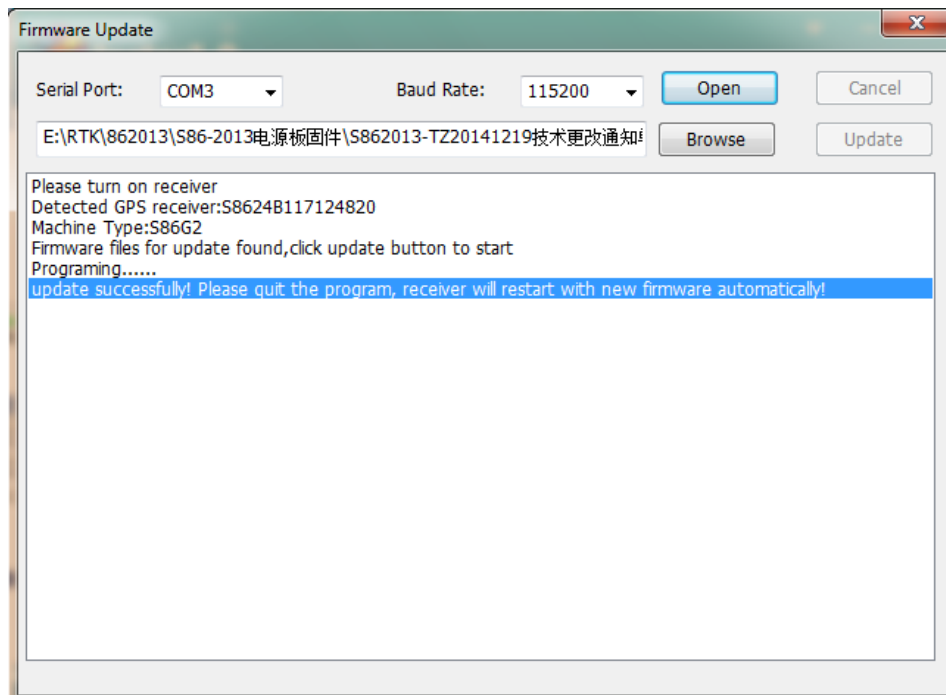 Firmware Update
Serial Port: COM3 Baud Rate: 115200 Open Cancel
E:\RTK\862013\S86-2013电源板固件\S862013-TZ20141219技术更改通知 Browse Update
Please turn on receiver
Detected GPS receiver:S8624B117124820
Machine Type:S86G2
Firmware files for update found,click update button to start
Programing......
update successfully! Please quit the program, receiver will restart with new firmware automatically!